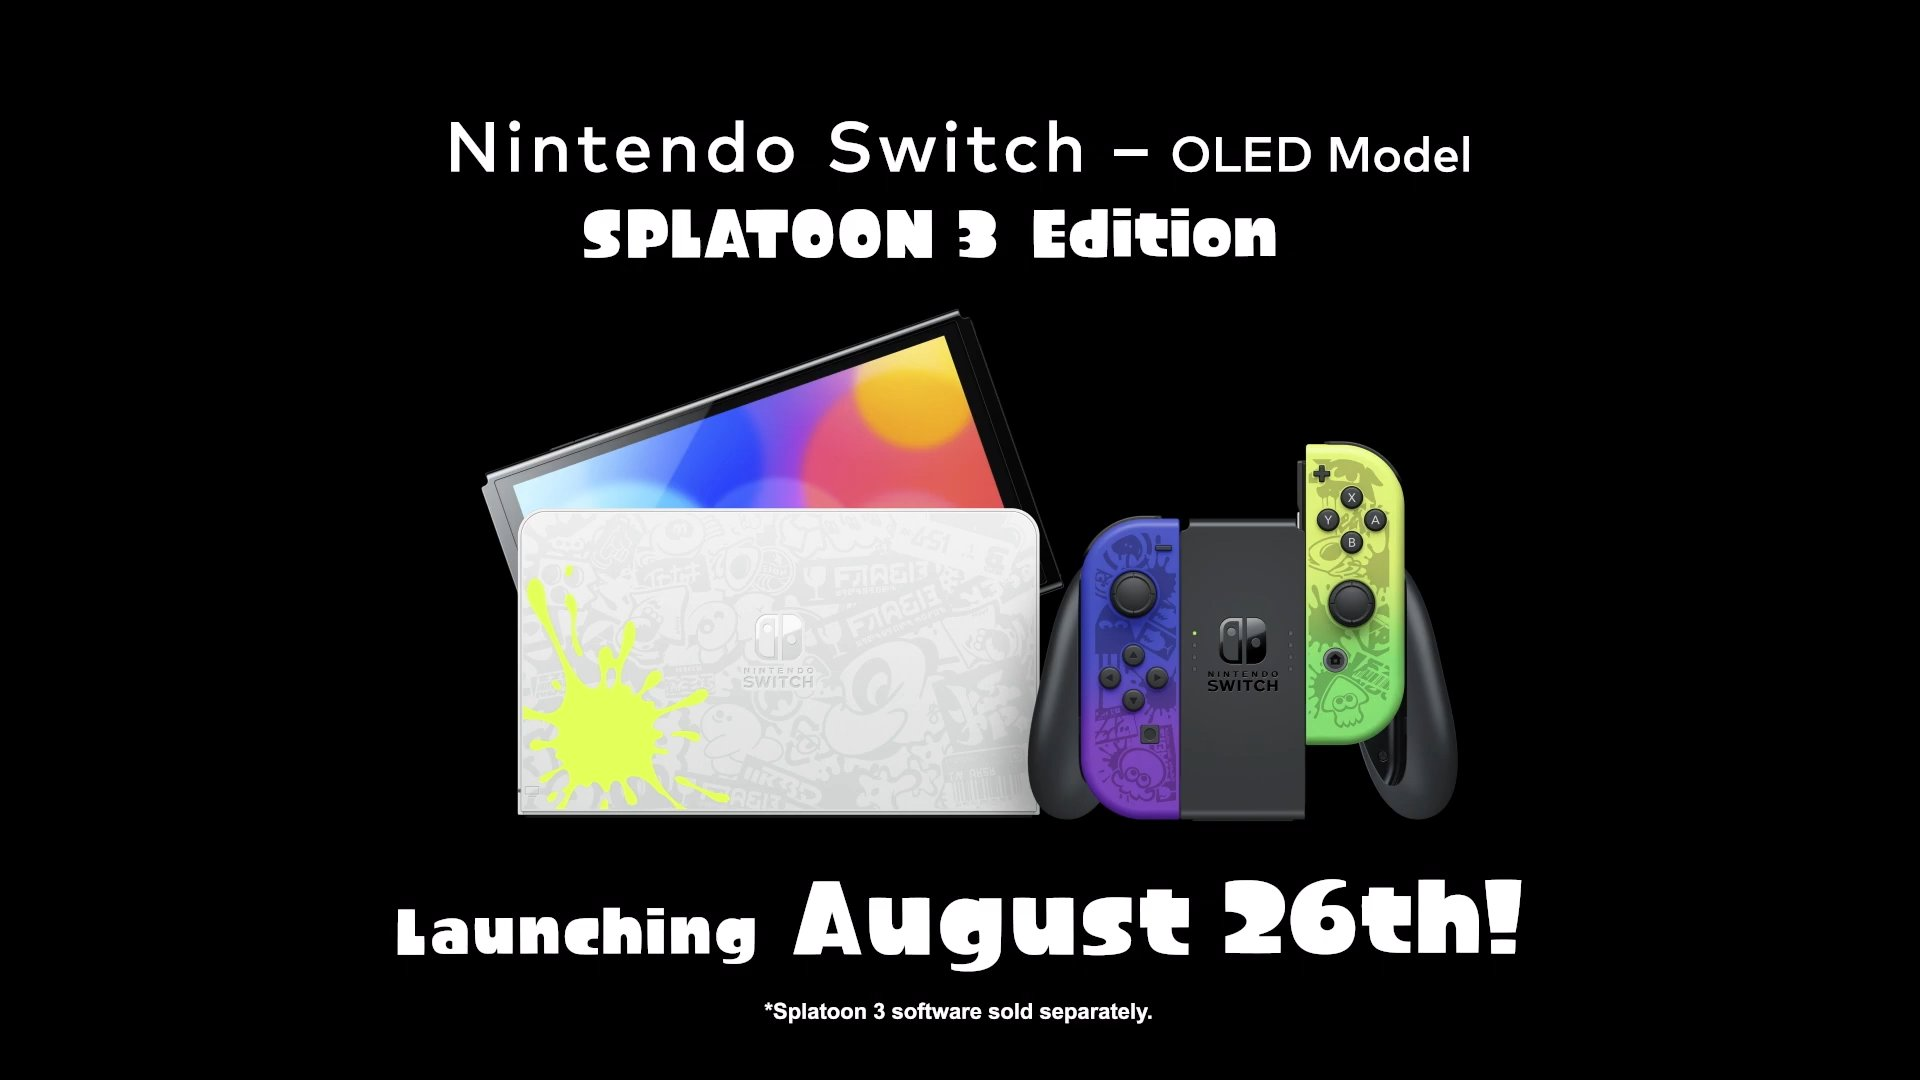 Nintendo Switch – OLED Model
SPLATOON 3 Edition
X
Y A
B
NINTENDO
SWITCH
NINTENDO
SWITCH
Launching August 26th!
*Splatoon 3 software sold separately.